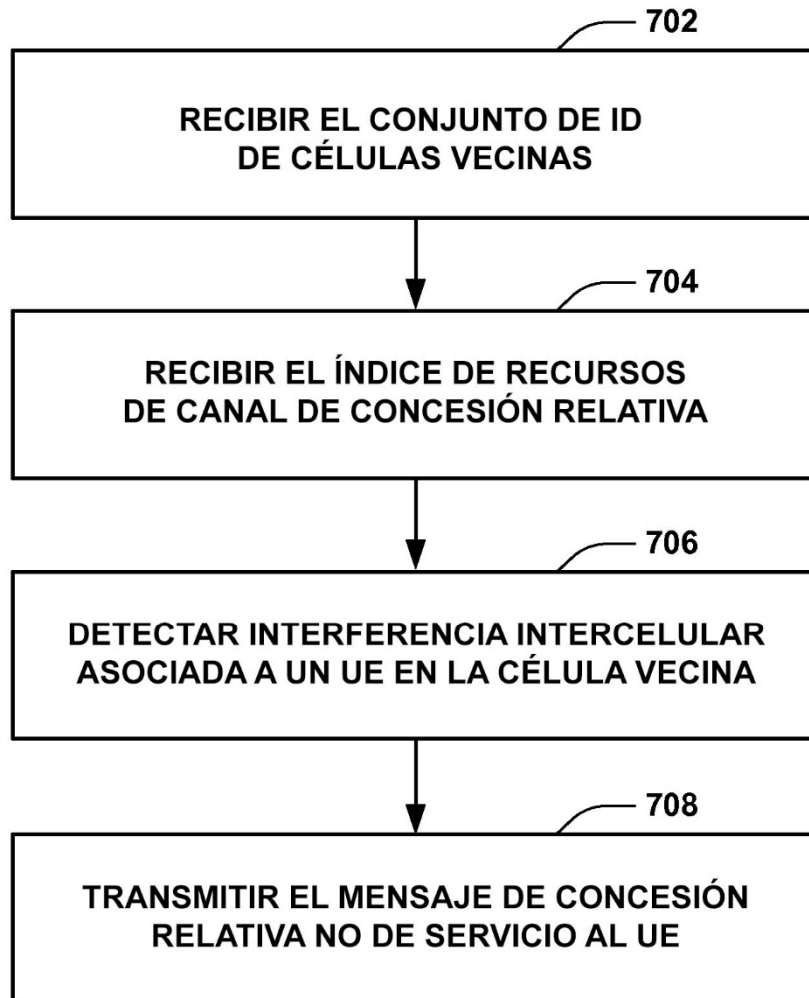 702
RECIBIR EL CONJUNTO DE ID
DE CÉLULAS VECINAS
704
RECIBIR EL ÍNDICE DE RECURSOS
DE CANAL DE CONCESIÓN RELATIVA
706
DETECTAR INTERFERENCIA INTERCELULAR
ASOCIADA A UN UE EN LA CÉLULA VECINA
708
TRANSMITIR EL MENSAJE DE CONCESIÓN
RELATIVA NO DE SERVICIO AL UE